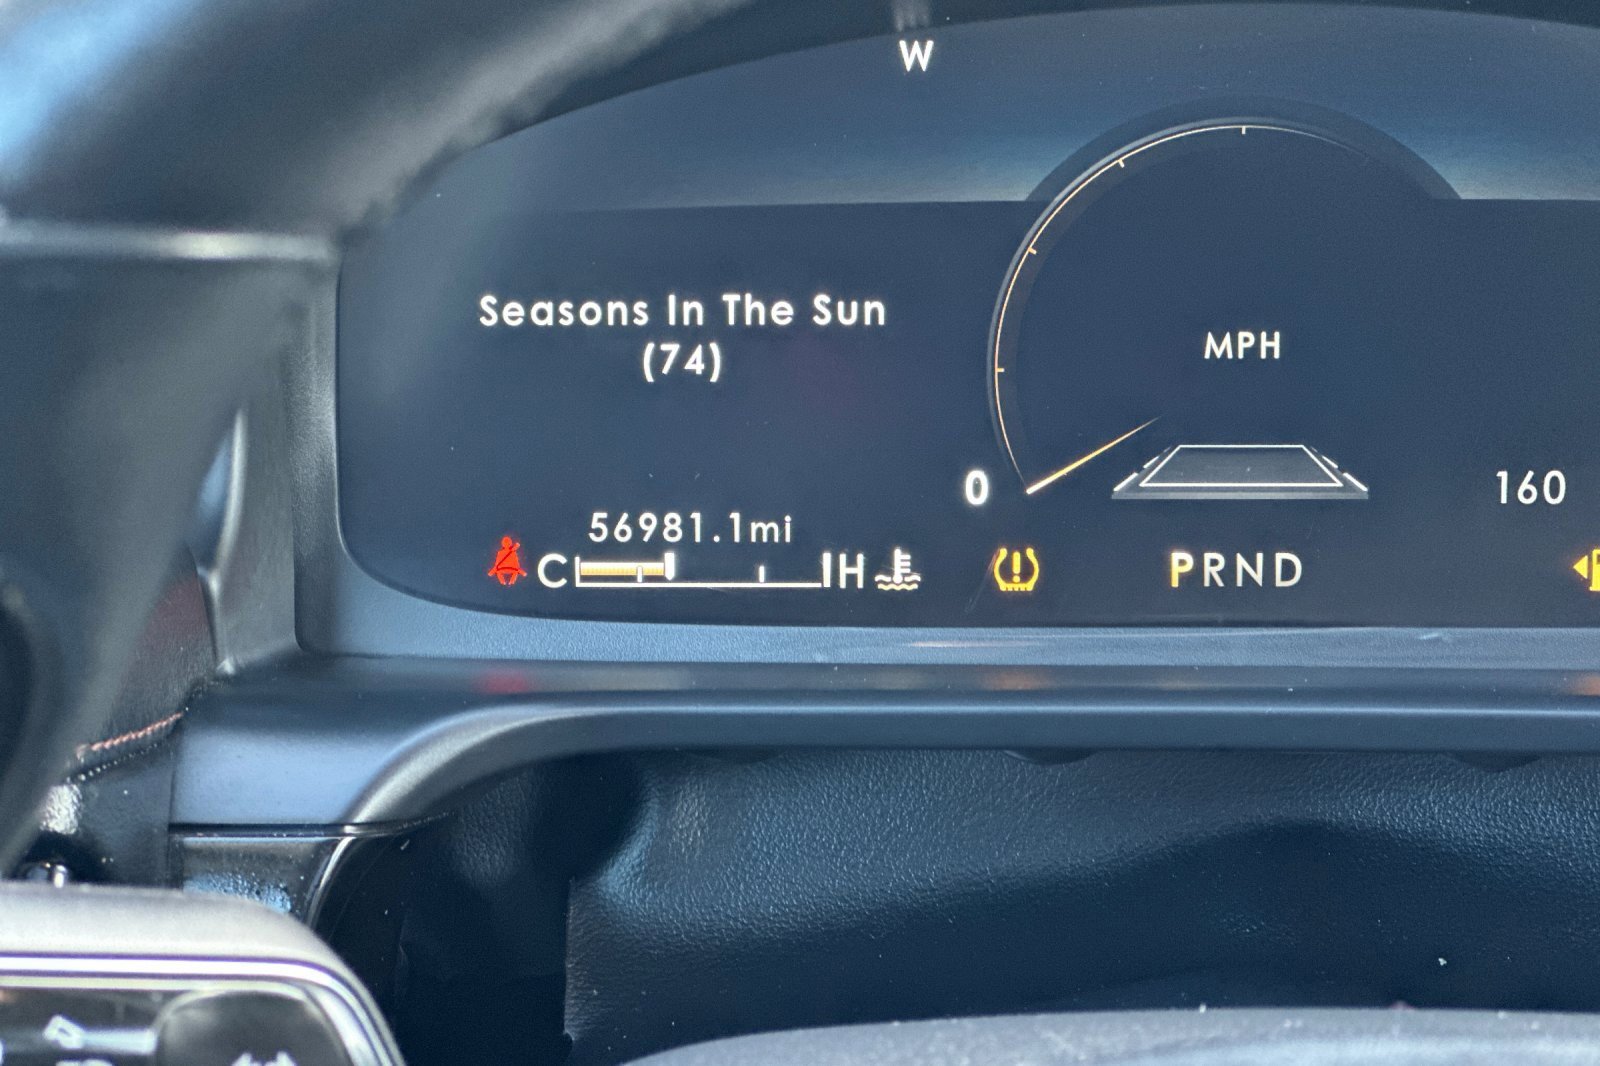 W
Seasons In The Sun
(74)
MPH
0
160
56981.1mi
C H
PRND